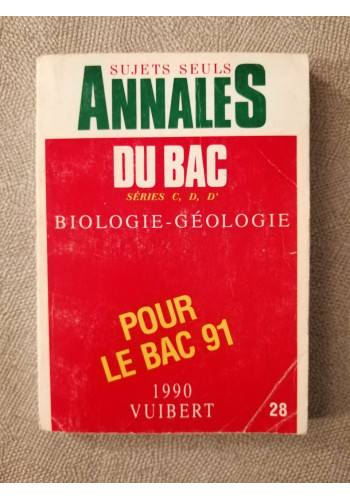 SUJETS SEULS
ANNALES
DU BAC
SÉRIES C, D, D'
BIOLOGIE-GÉOLOGIE
POUR
LE BAC 91
1990
VUIBERT
28